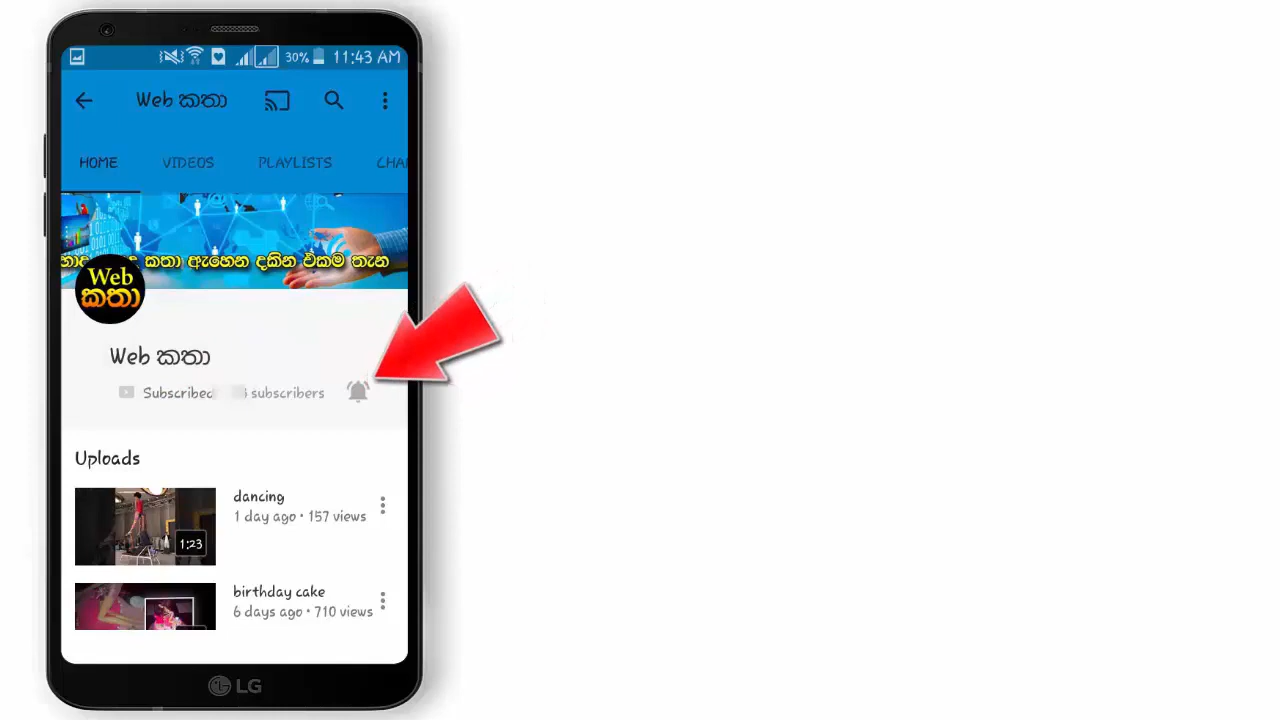 30% 11:43 AM
Web කතා
HOME VIDEOS PLAYLISTS
කතා ඇහෙන දකින එකම තැන
Web
කතා
Web කතා
Subscribed subscribers
Uploads
dancing
1 day ago • 157 views
1:23
birthday cake
6 days ago • 710 views
LG